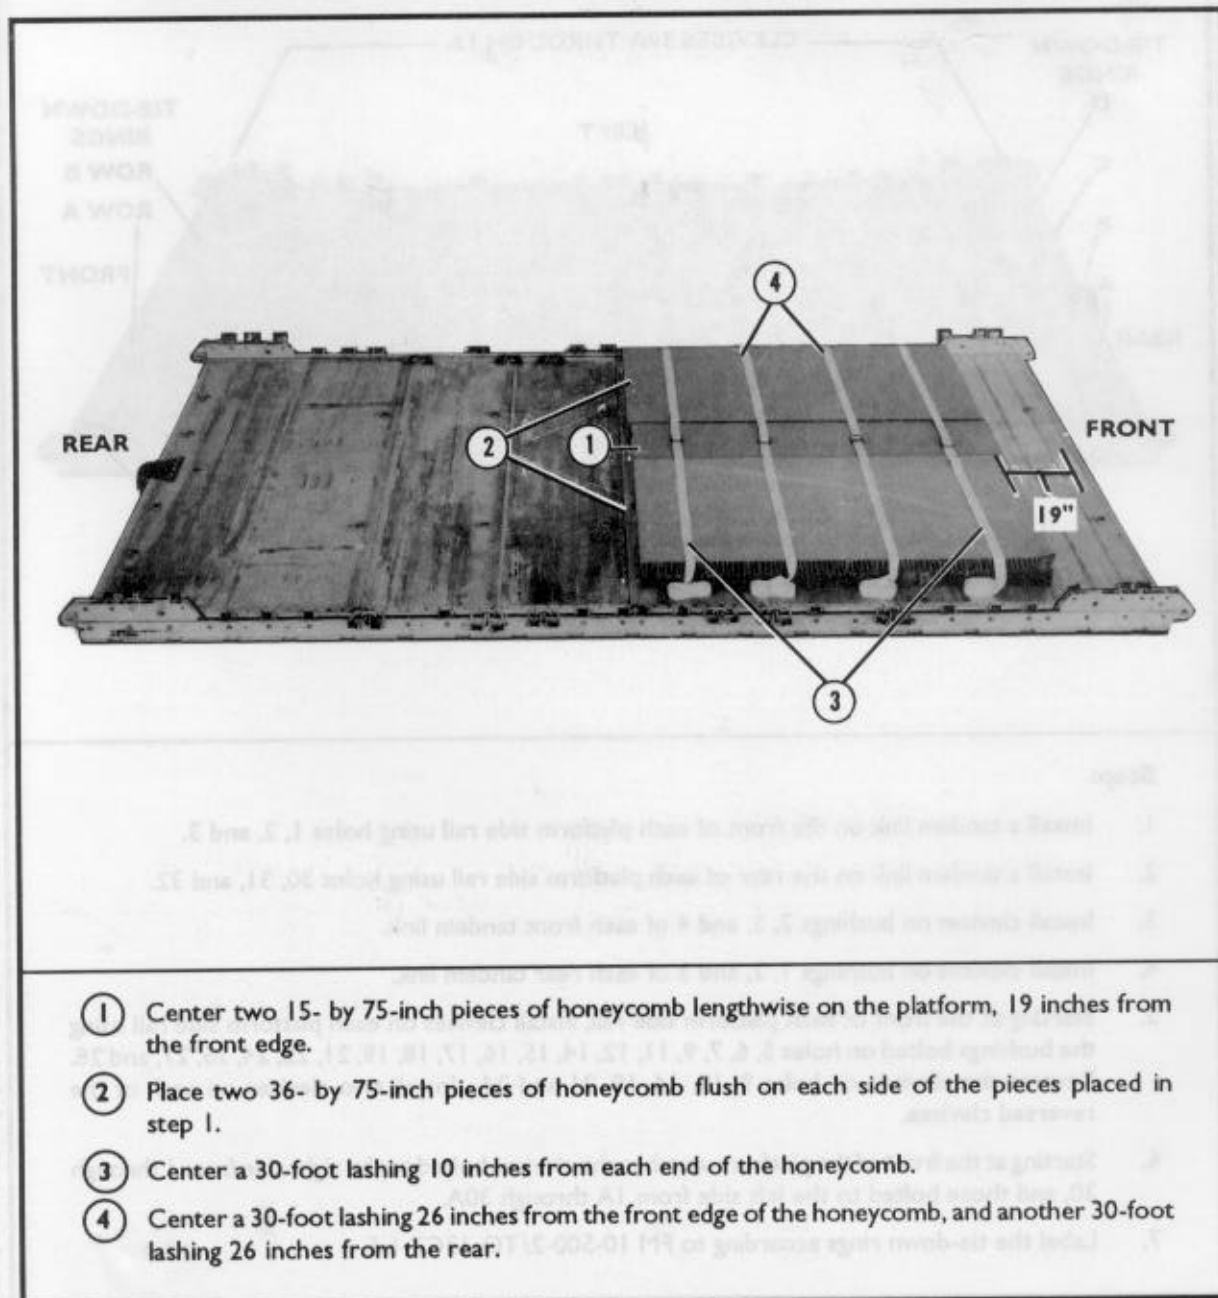 4
REAR
2
1
FRONT
19"
3
1 Center two 15- by 75-inch pieces of honeycomb lengthwise on the platform, 19 inches from
the front edge.
2 Place two 36- by 75-inch pieces of honeycomb flush on each side of the pieces placed in
step 1.
3 Center a 30-foot lashing 10 inches from each end of the honeycomb.
4 Center a 30-foot lashing 26 inches from the front edge of the honeycomb, and another 30-foot
lashing 26 inches from the rear.